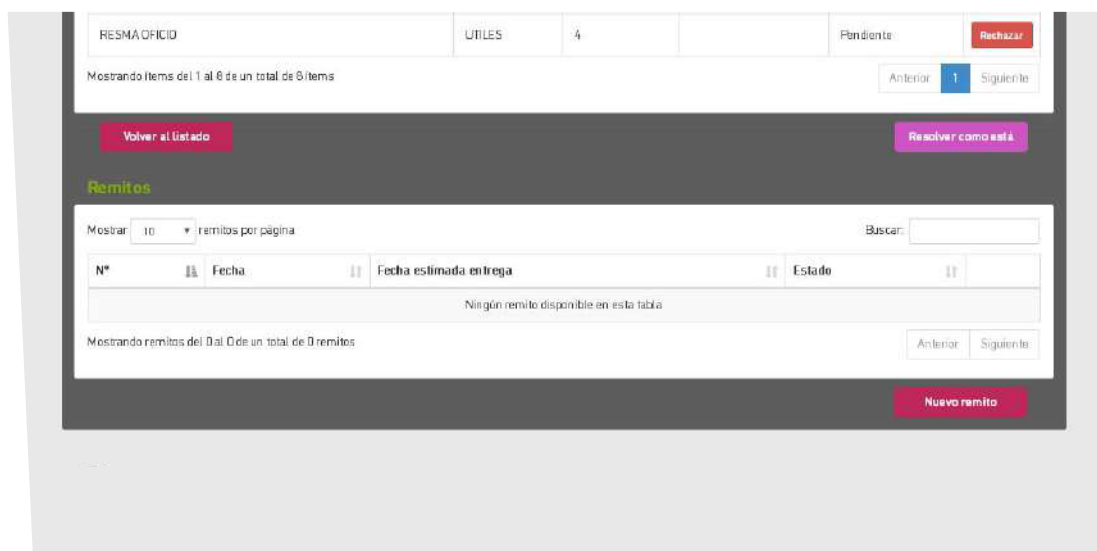 RESMA OFICIO UTILES 4 Pendiente Rechazar
Mostrando ítems del 1 al 6 de un total de 6 ítems Anterior 1 Siguiente
Volver al listado Resolver como está
Remitos
Mostrar 10 remitos por página Buscar:
N° Fecha Fecha estimada entrega Estado
Ningún remito disponible en esta tabla
Mostrando remitos del 0 al 0 de un total de 0 remitos Anterior Siguiente
Nuevo remito